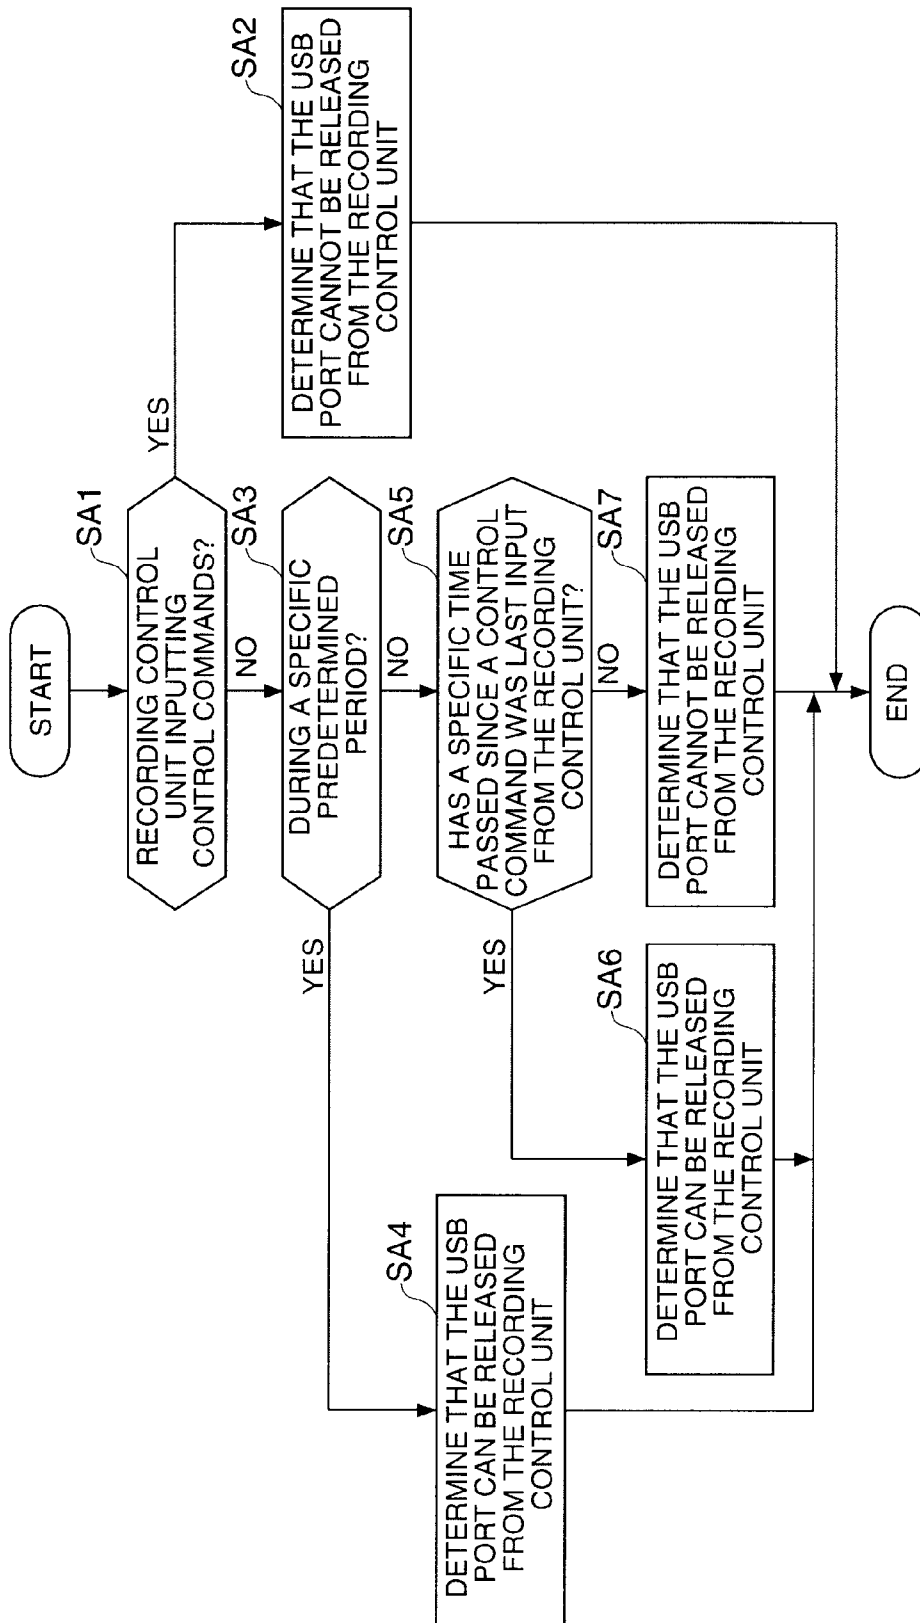 START
SA1
RECORDING CONTROL
UNIT INPUTTING
CONTROL COMMANDS?
YES
NO
SA2
DETERMINE THAT THE USB
PORT CANNOT BE RELEASED
FROM THE RECORDING
CONTROL UNIT
SA3
DURING A SPECIFIC
PREDETERMINED
PERIOD?
YES
NO
SA4
DETERMINE THAT THE USB
PORT CAN BE RELEASED
FROM THE RECORDING
CONTROL UNIT
SA5
HAS A SPECIFIC TIME
PASSED SINCE A CONTROL
COMMAND WAS LAST INPUT
FROM THE RECORDING
CONTROL UNIT?
YES
NO
SA6
DETERMINE THAT THE USB
PORT CAN BE RELEASED
FROM THE RECORDING
CONTROL UNIT
SA7
DETERMINE THAT THE USB
PORT CANNOT BE RELEASED
FROM THE RECORDING
CONTROL UNIT
END